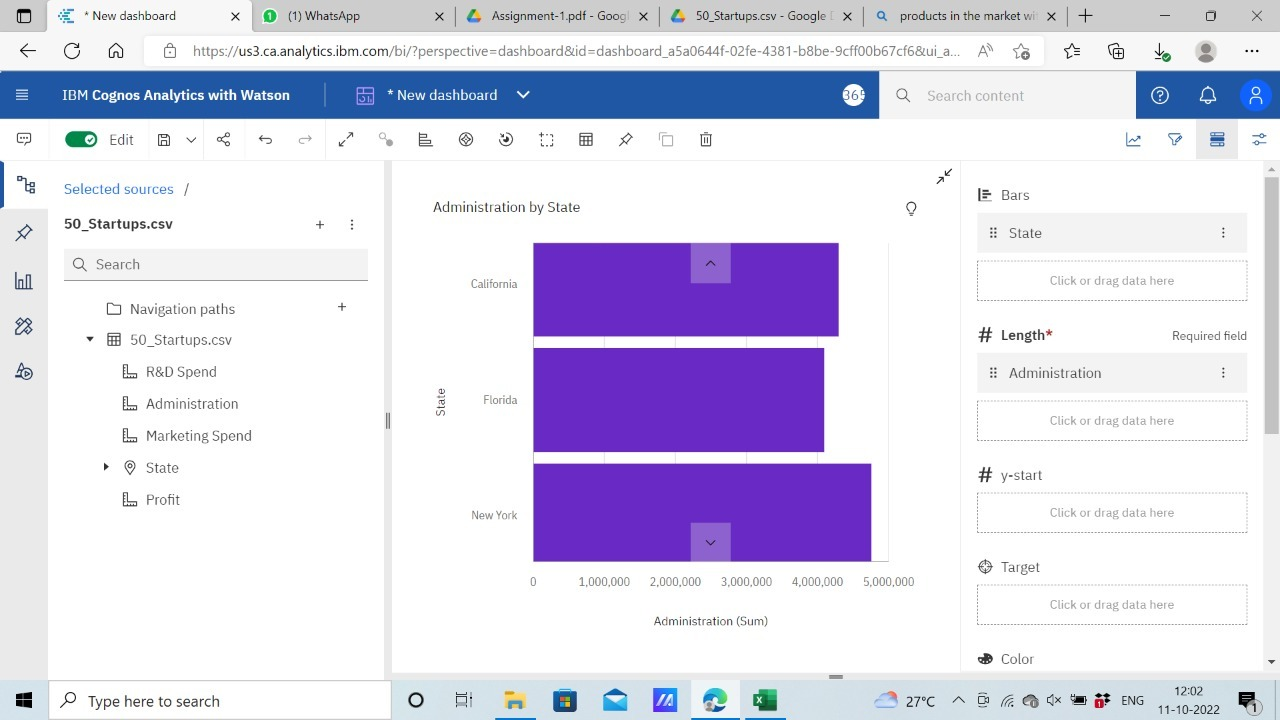 * New dashboard
(1) WhatsApp
Assignment-1.pdf - Googl
50_Startups.csv - Google D
products in the market with
https://us3.ca.analytics.ibm.com/bi/?perspective=dashboard&id=dashboard_a5a0644f-02fe-4381-b8be-9cff00b67cf6&ui_a...
IBM Cognos Analytics with Watson
* New dashboard
365
Search content
Edit
Selected sources /
50_Startups.csv
Search
Navigation paths
50_Startups.csv
R&D Spend
Administration
Marketing Spend
State
Profit
Administration by State
State
California
Florida
New York
0 1,000,000 2,000,000 3,000,000 4,000,000 5,000,000
Administration (Sum)
Bars
State
Click or drag data here
Length* Required field
Administration
Click or drag data here
y-start
Click or drag data here
Target
Click or drag data here
Color
Type here to search
27°C
ENG
12:02
11-10-2022
1